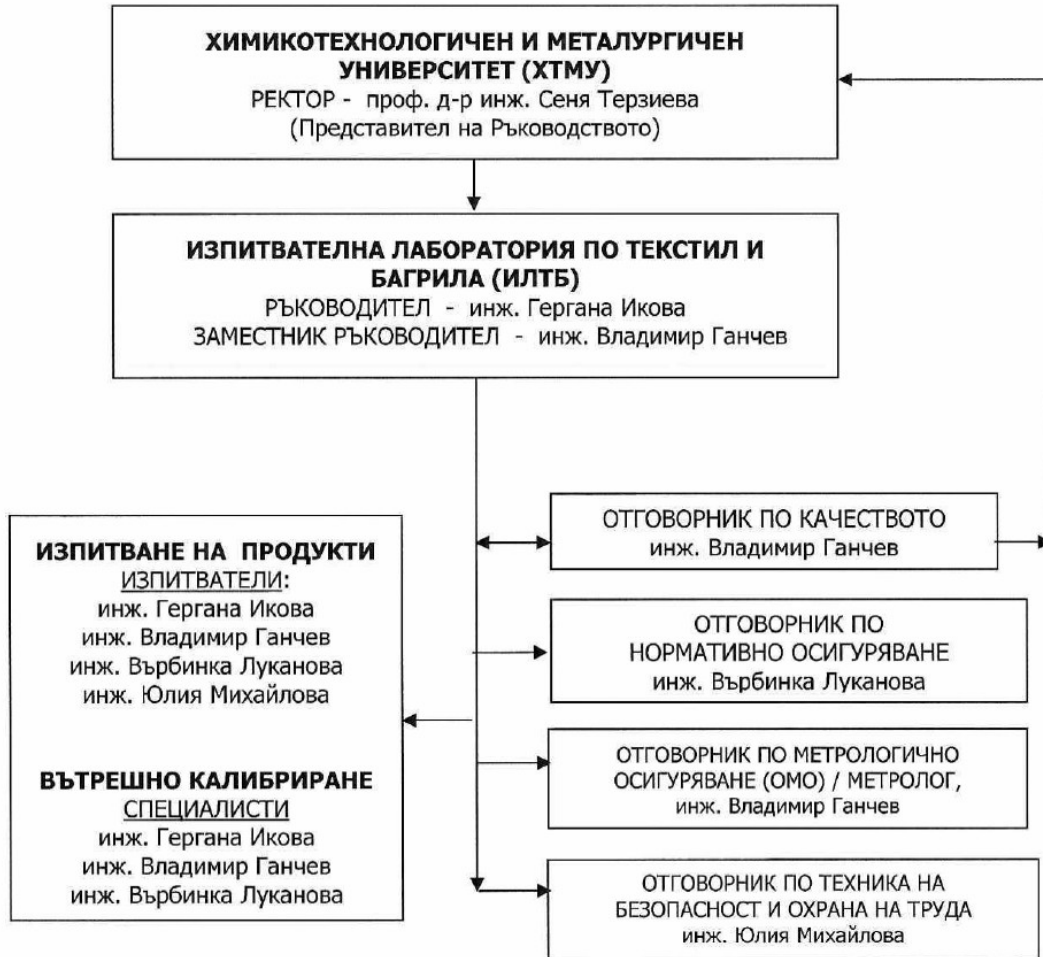 ХИМИКОТЕХНОЛОГИЧЕН И МЕТАЛУРГИЧЕН
УНИВЕРСИТЕТ (ХТМУ)
РЕКТОР - проф. д-р инж. Сеня Терзиева
(Представител на Ръководството)
ИЗПИТВАТЕЛНА ЛАБОРАТОРИЯ ПО ТЕКСТИЛ И
БАГРИЛА (ИЛТБ)
РЪКОВОДИТЕЛ - инж. Гергана Икова
ЗАМЕСТНИК РЪКОВОДИТЕЛ - инж. Владимир Ганчев
ИЗПИТВАНЕ НА ПРОДУКТИ
ИЗПИТВАТЕЛИ:
инж. Гергана Икова
инж. Владимир Ганчев
инж. Върбинка Луканова
инж. Юлия Михайлова
ВЪТРЕШНО КАЛИБРИРАНЕ
СПЕЦИАЛИСТИ
инж. Гергана Икова
инж. Владимир Ганчев
инж. Върбинка Луканова
ОТГОВОРНИК ПО КАЧЕСТВОТО
инж. Владимир Ганчев
ОТГОВОРНИК ПО
НОРМАТИВНО ОСИГУРЯВАНЕ
инж. Върбинка Луканова
ОТГОВОРНИК ПО МЕТРОЛОГИЧНО
ОСИГУРЯВАНЕ (ОМО) / МЕТРОЛОГ,
инж. Владимир Ганчев
ОТГОВОРНИК ПО ТЕХНИКА НА
БЕЗОПАСНОСТ И ОХРАНА НА ТРУДА
инж. Юлия Михайлова